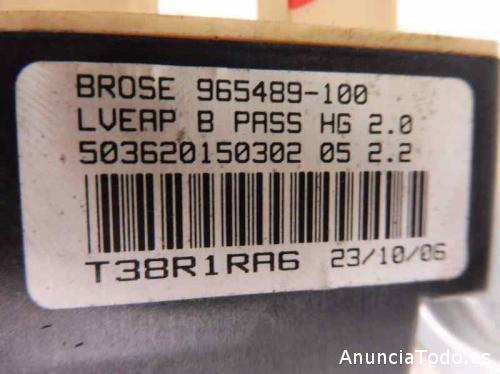 BROSE 965489-100
LVEAP B PASS HG 2.0
503620150302 05 2.2
T38R1RA6 23/10/06
AnunciaTodo.es